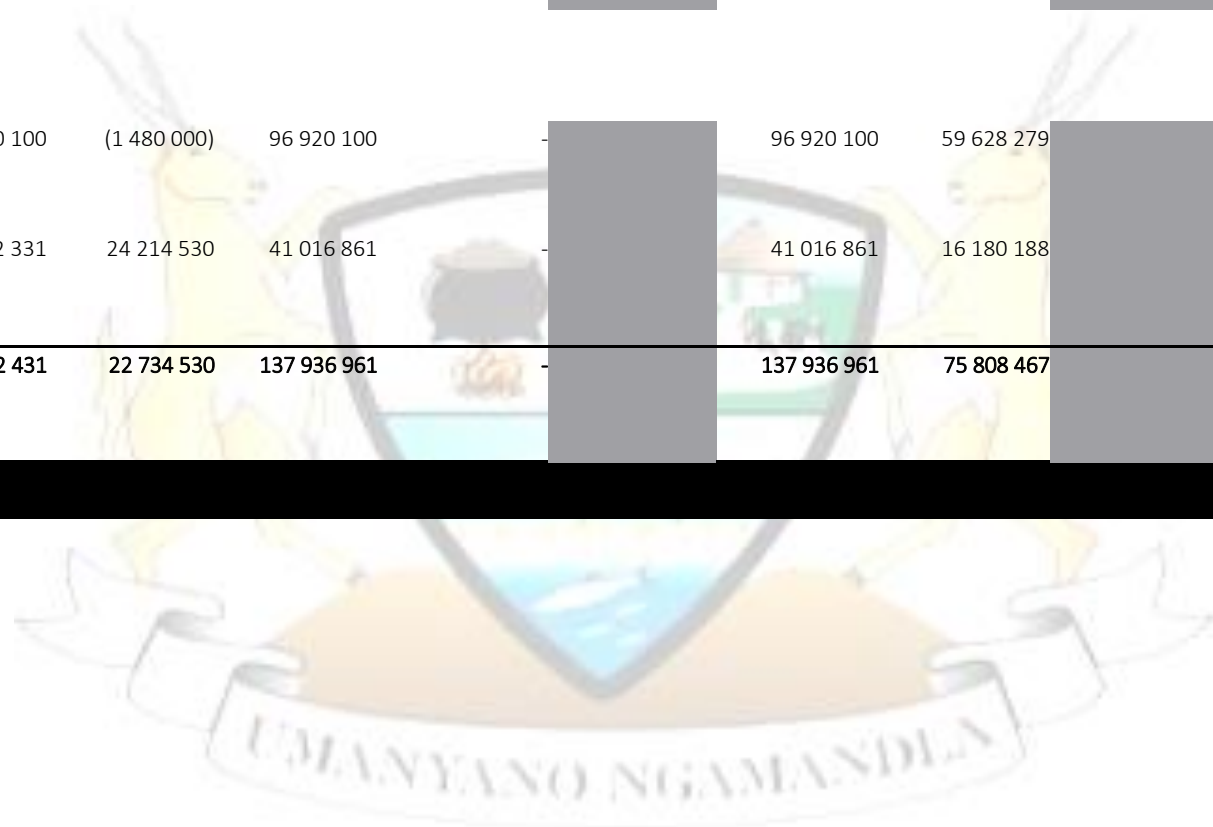 0 100 (1 480 000) 96 920 100 - 96 920 100 59 628 279
2 331 24 214 530 41 016 861 - 41 016 861 16 180 188
2 431 22 734 530 137 936 961 - 137 936 961 75 808 467
UMANYANO NGAMANDLA